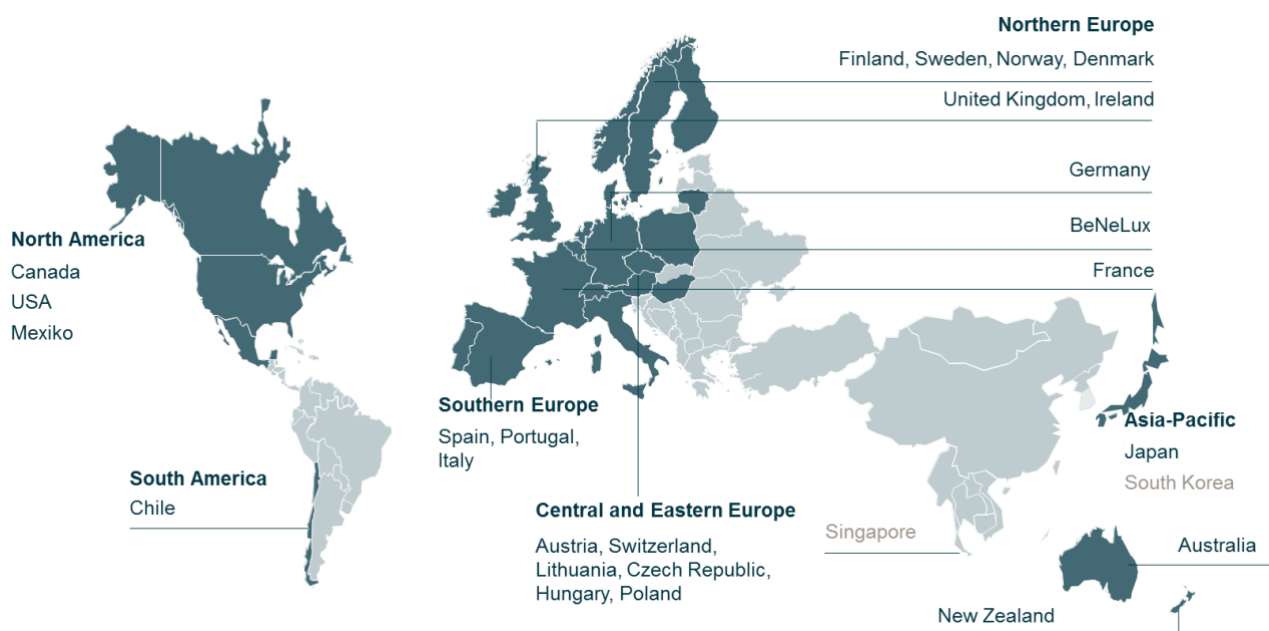 Northern Europe
Finland, Sweden, Norway, Denmark
United Kingdom, Ireland
Germany
BeNeLux
France
North America
Canada
USA
Mexiko
South America
Chile
Southern Europe
Spain, Portugal,
Italy
Central and Eastern Europe
Austria, Switzerland,
Lithuania, Czech Republic,
Hungary, Poland
Asia-Pacific
Japan
South Korea
Singapore
Australia
New Zealand